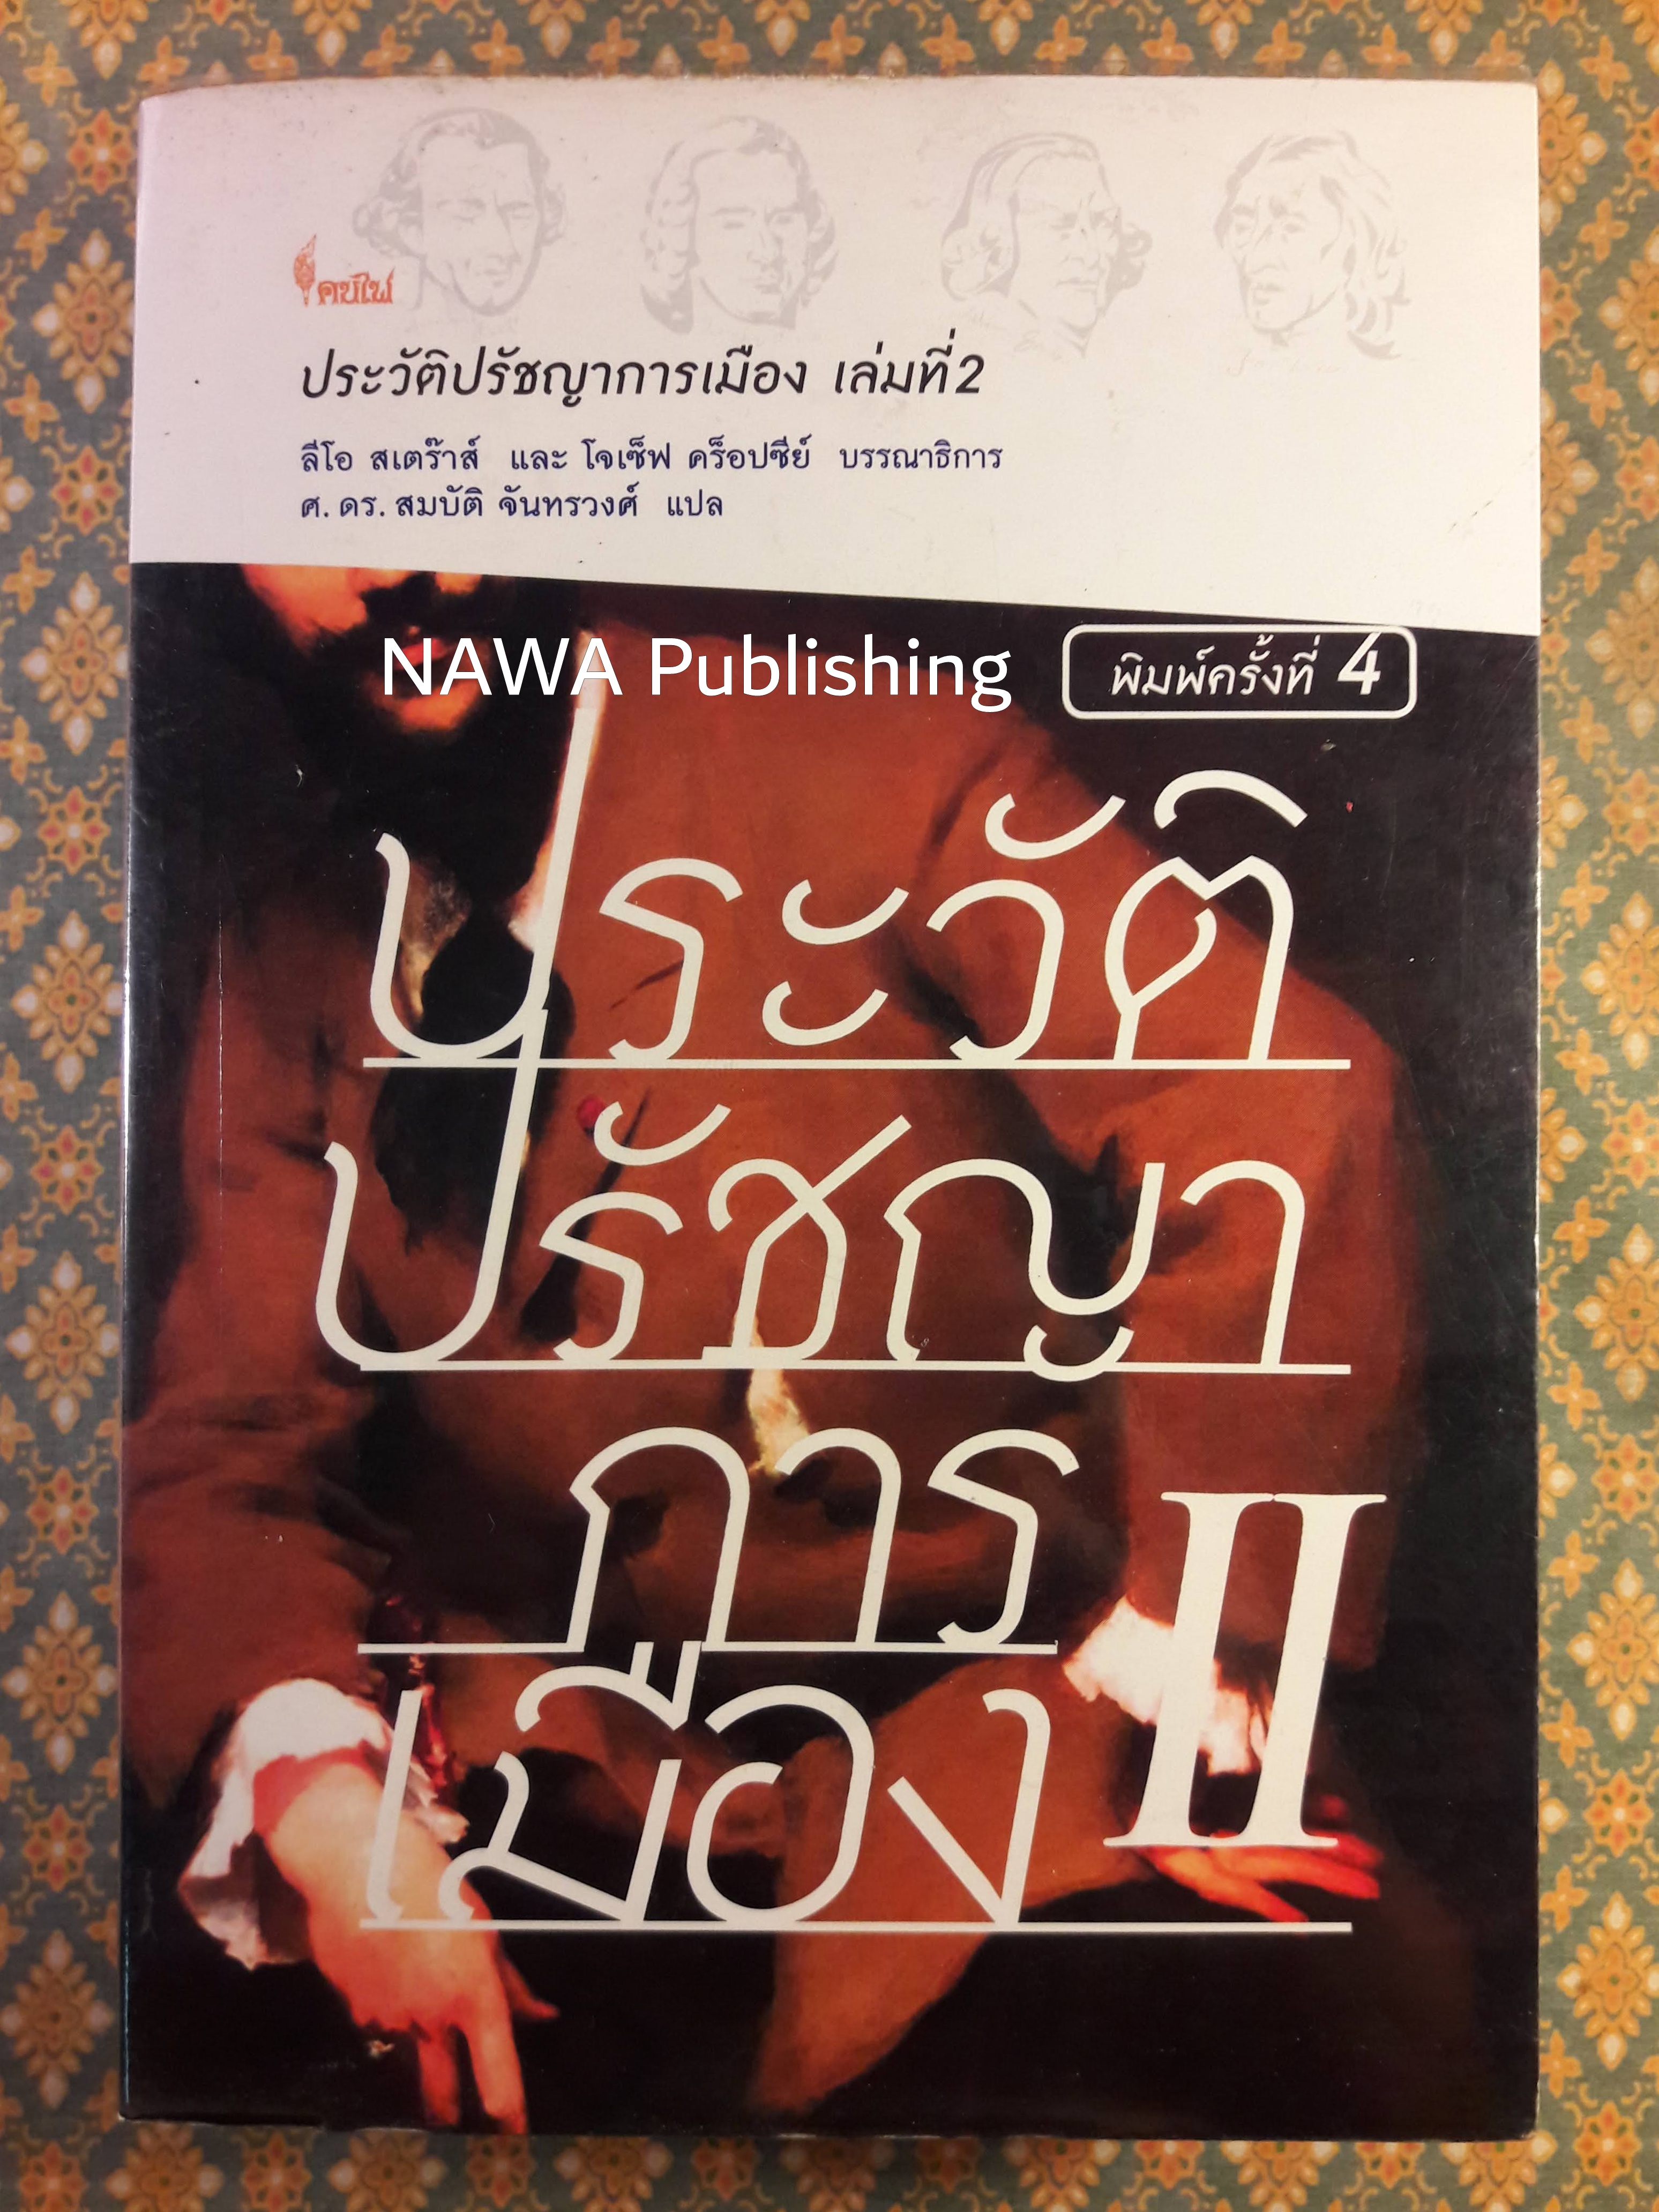 คบไฟ
ประวัติปรัชญาการเมือง เล่มที่2
ลีโอ สเตร๊าส์ และ โจเซ็ฟ คร็อปซีย์ บรรณาธิการ
ศ. ดร. สมบัติ จันทรวงศ์ แปล
NAWA Publishing
พิมพ์ครั้งที่ 4
ประวัติ
ปรัชญา
การ
เมือง
II